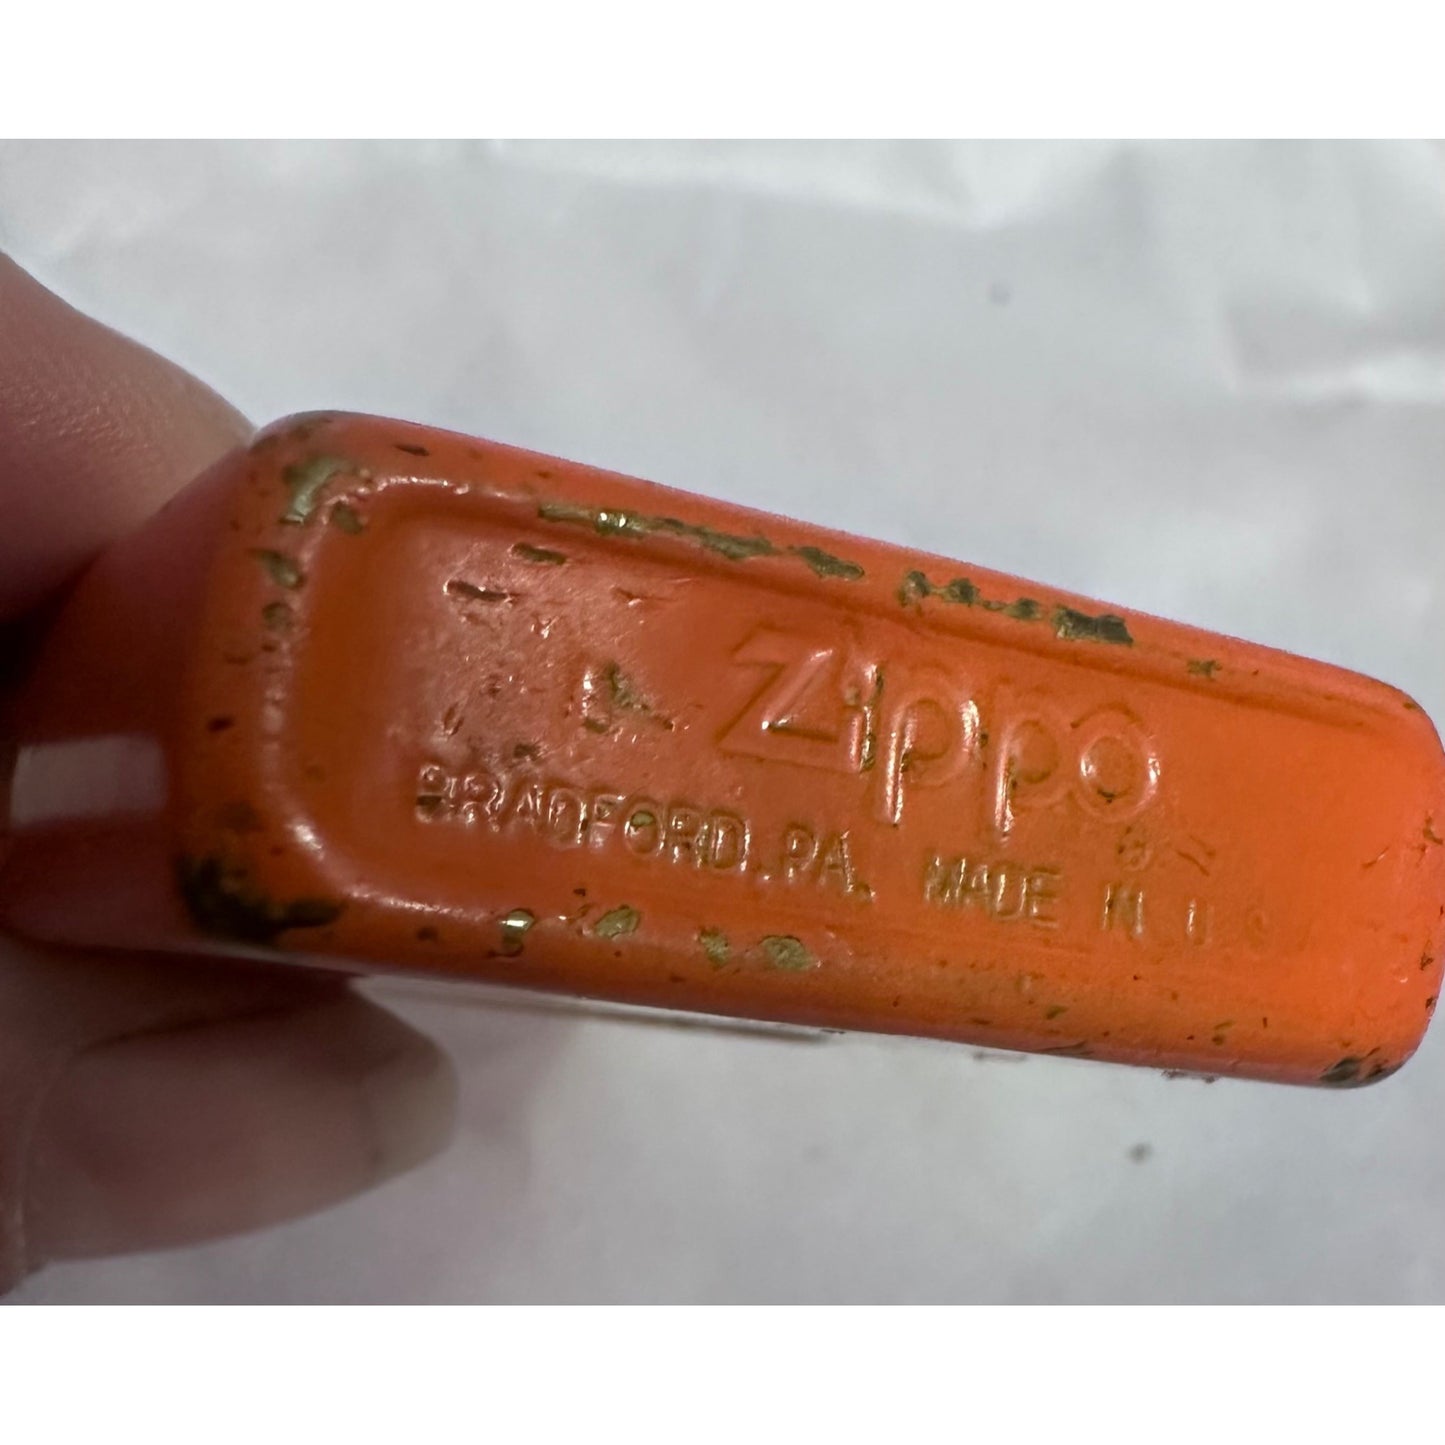 Zippo
BRADFORD, PA. MADE IN U.S